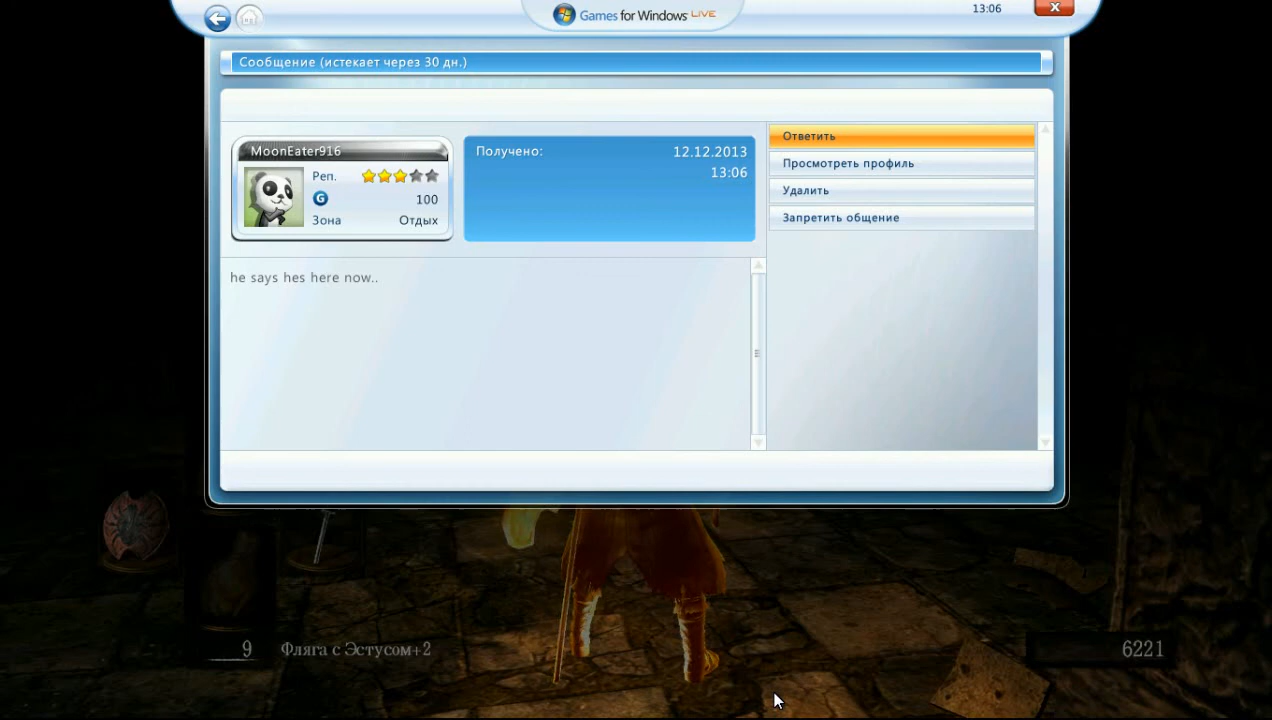 Games for Windows LIVE
13:06
Сообщение (истекает через 30 дн.)
MoonEater916
Реп.
G
100
Зона
Отдых
Получено:
12.12.2013
13:06
Ответить
Просмотреть профиль
Удалить
Запретить общение
he says hes here now..
9
Фляга с Эстусом+2
6221